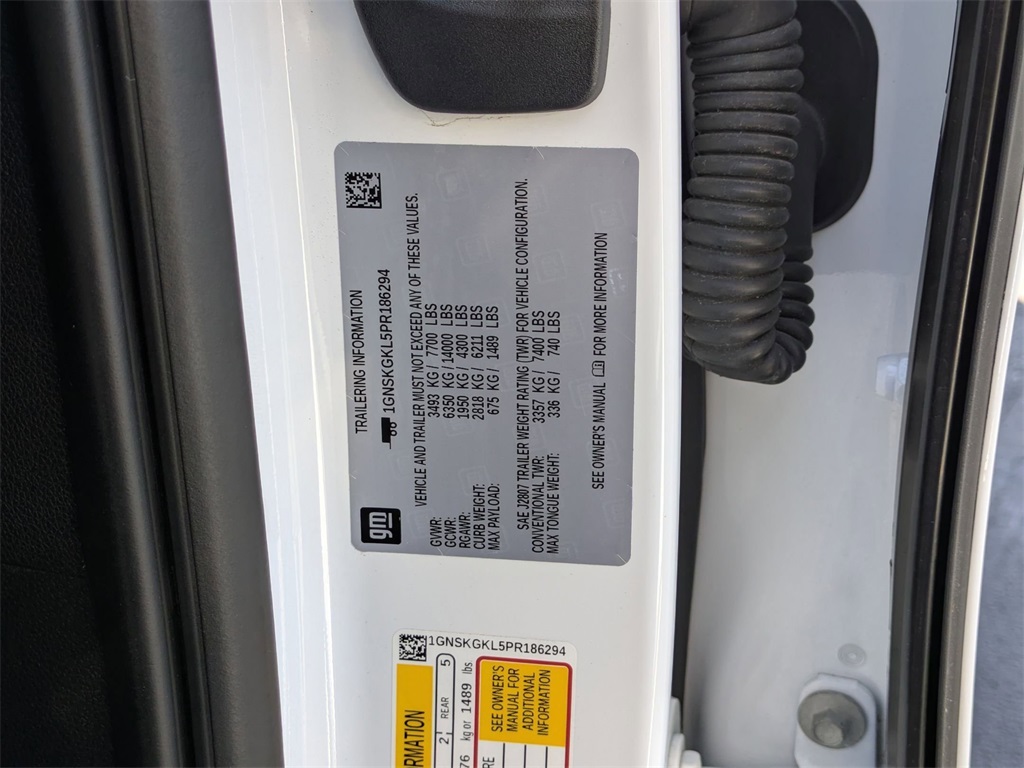 TRAILERING INFORMATION
1GNSKGKL5PR186294
gm
VEHICLE AND TRAILER MUST NOT EXCEED ANY OF THESE VALUES.
GVWR: 3493 KG / 7700 LBS
GCWR: 6350 KG / 14000 LBS
RGAWR: 1950 KG / 4300 LBS
CURB WEIGHT: 2818 KG / 6211 LBS
MAX PAYLOAD: 675 KG / 1489 LBS
SAE J2807 TRAILER WEIGHT RATING (TWR) FOR VEHICLE CONFIGURATION.
CONVENTIONAL TWR: 3357 KG / 7400 LBS
MAX TONGUE WEIGHT: 336 KG / 740 LBS
SEE OWNER'S MANUAL FOR MORE INFORMATION
1GNSKGKL5PR186294
2 REAR 5
kg or 1489 lbs
SEE OWNER'S
MANUAL FOR
ADDITIONAL
INFORMATION